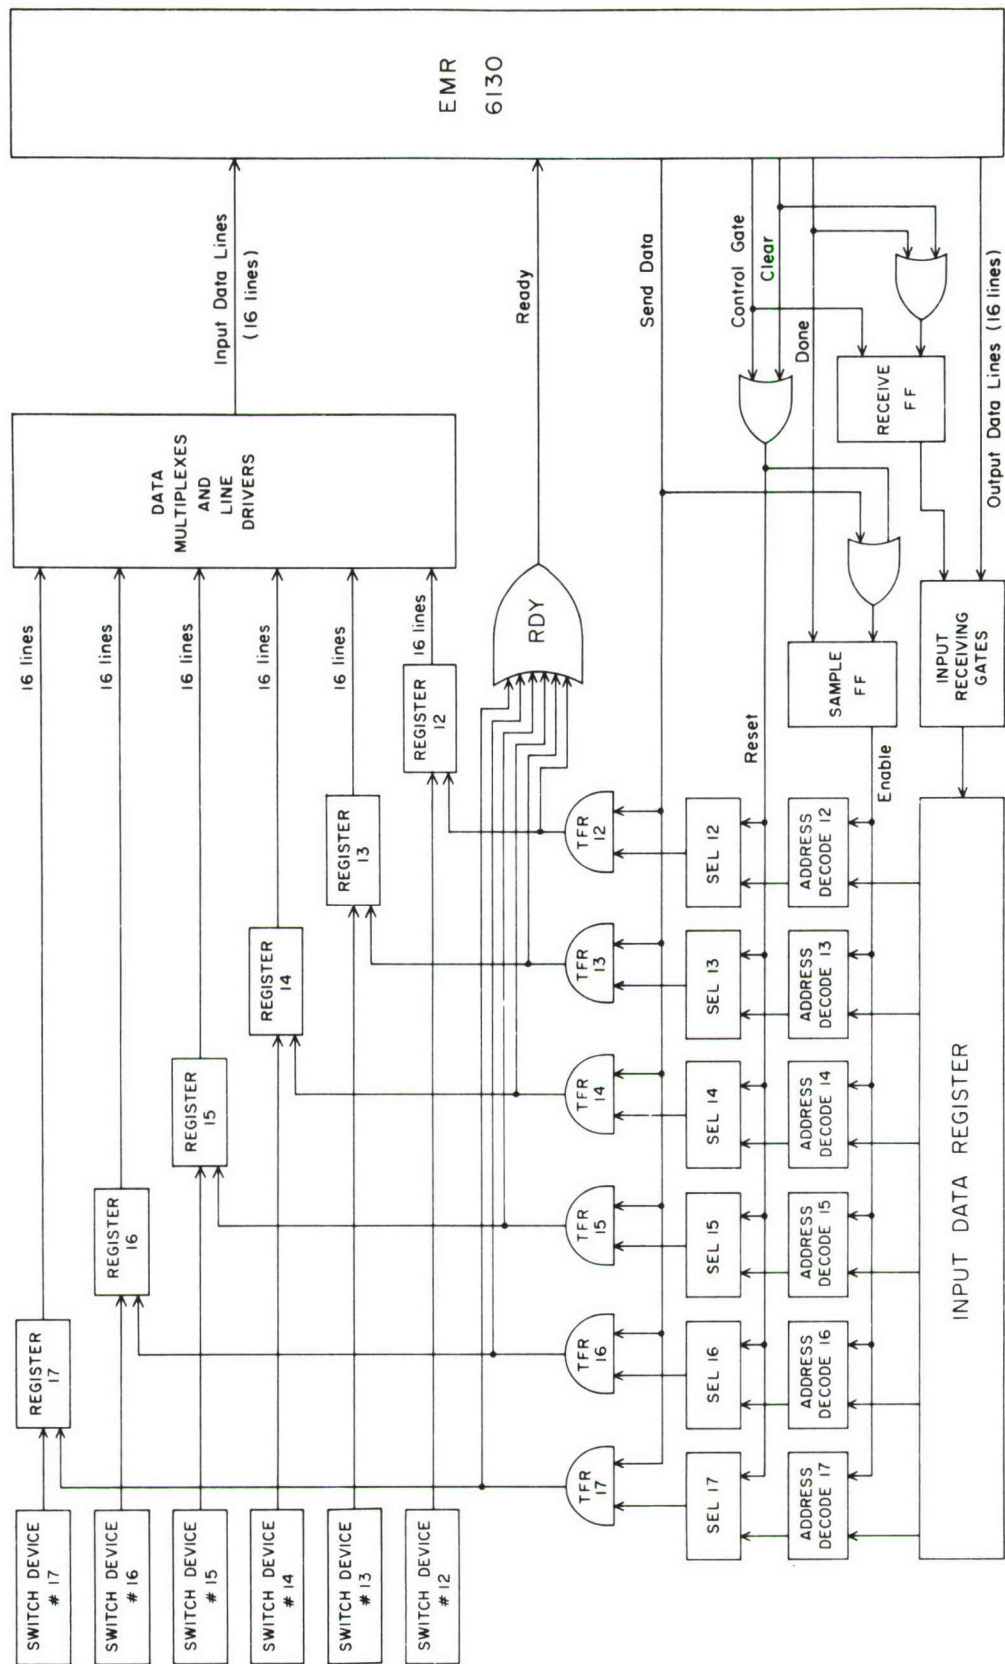 SWITCH DEVICE
# 17
SWITCH DEVICE
# 16
SWITCH DEVICE
# 15
SWITCH DEVICE
# 14
SWITCH DEVICE
# 13
SWITCH DEVICE
# 12
REGISTER
17
REGISTER
16
REGISTER
15
REGISTER
14
REGISTER
13
REGISTER
12
16 lines
16 lines
16 lines
16 lines
16 lines
16 lines
DATA
MULTIPLEXES
AND
LINE
DRIVERS
Input Data Lines
(16 lines)
EMR
6130
RDY
Ready
TFR
17
TFR
16
TFR
15
TFR
14
TFR
13
TFR
12
Send Data
SEL 17
SEL 16
SEL 15
SEL 14
SEL 13
SEL 12
Reset
Control Gate
Clear
Done
ADDRESS
DECODE 17
ADDRESS
DECODE 16
ADDRESS
DECODE 15
ADDRESS
DECODE 14
ADDRESS
DECODE 13
ADDRESS
DECODE 12
Enable
SAMPLE
FF
RECEIVE
FF
INPUT DATA REGISTER
INPUT
RECEIVING
GATES
Output Data Lines (16 lines)